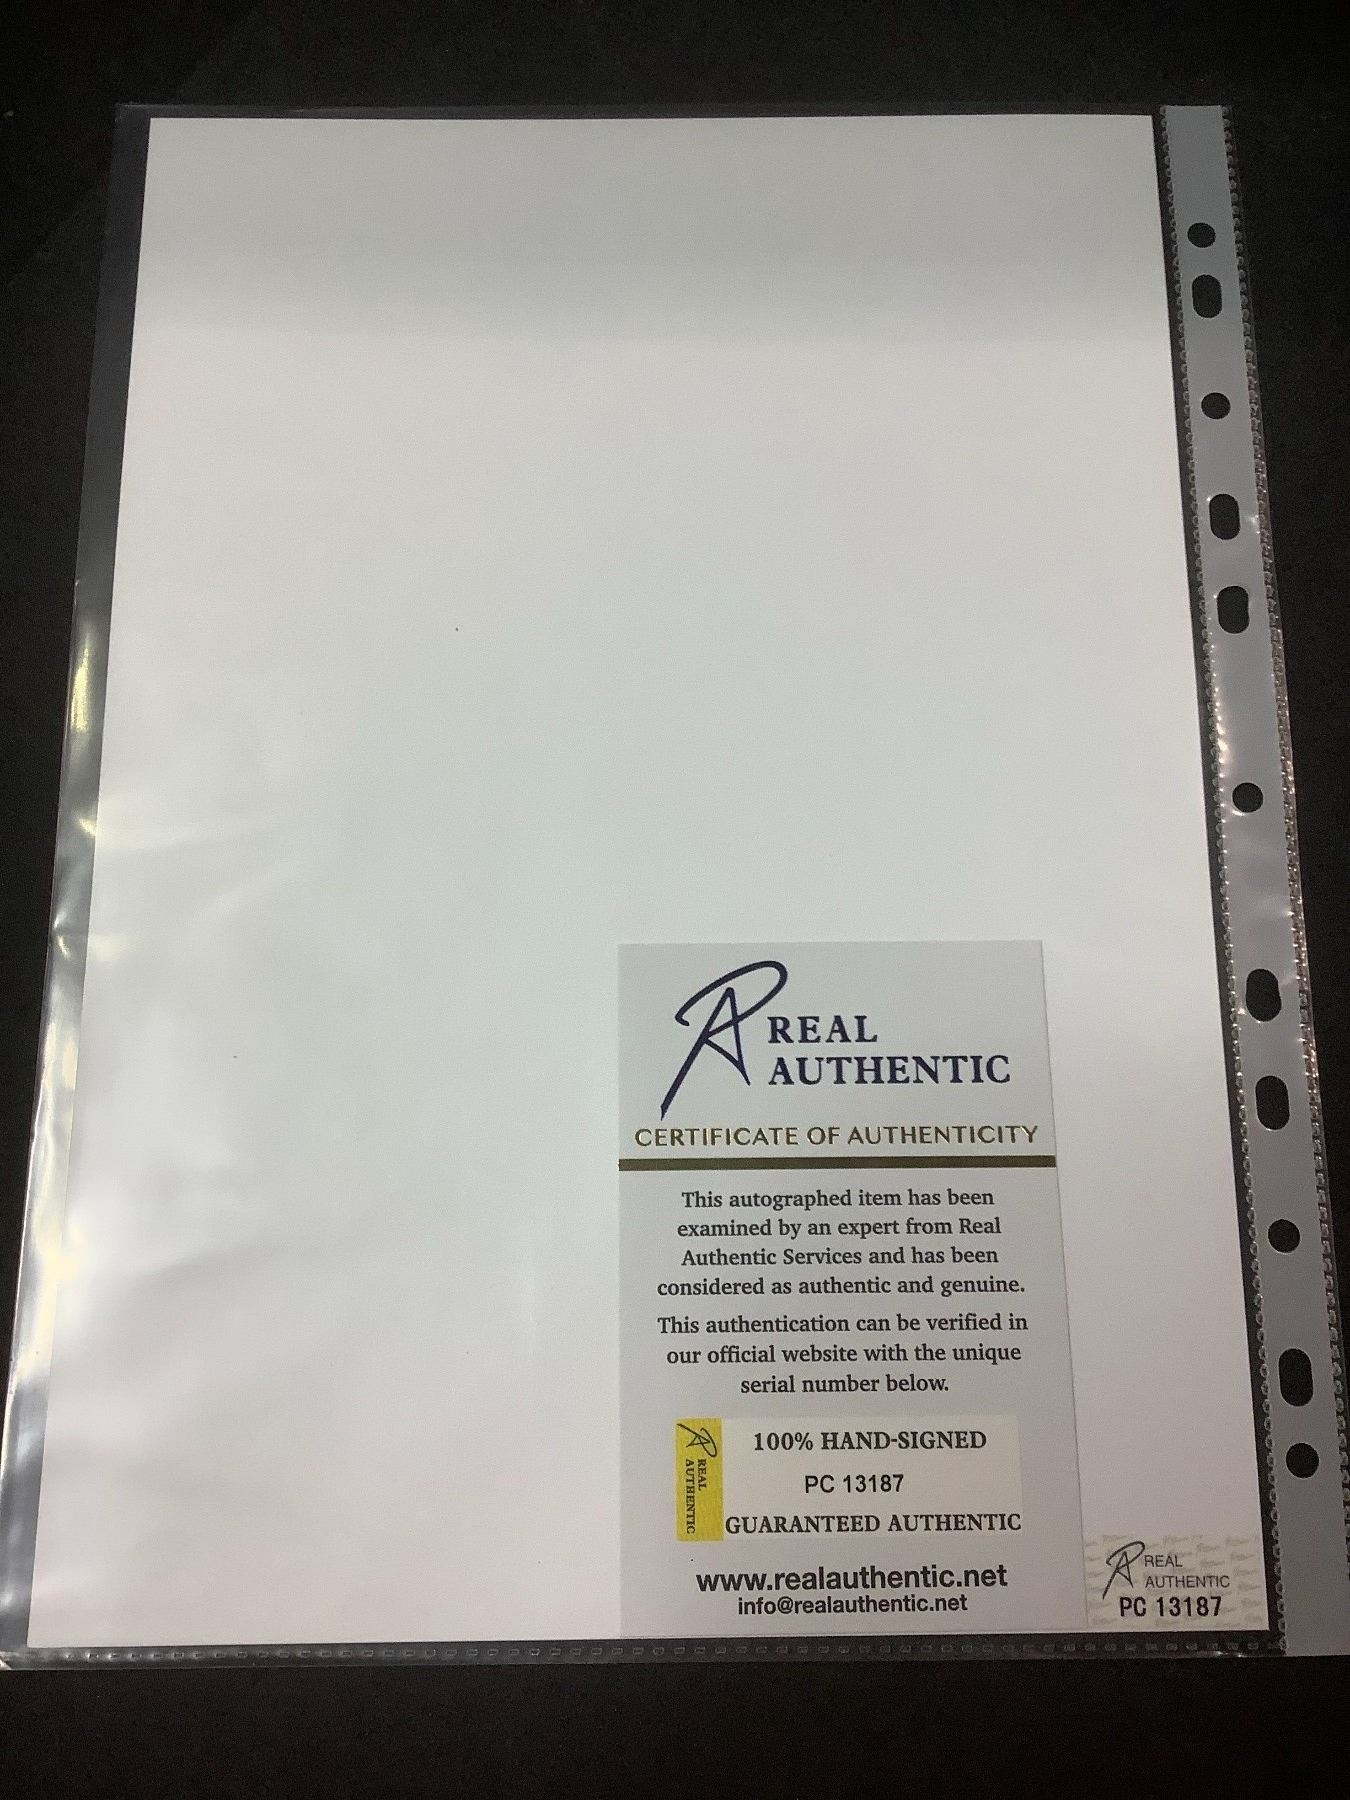 REAL
AUTHENTIC
CERTIFICATE OF AUTHENTICITY
This autographed item has been
examined by an expert from Real
Authentic Services and has been
considered as authentic and genuine.
This authentication can be verified in
our official website with the unique
serial number below.
REAL
AUTHENTIC
100% HAND-SIGNED
PC 13187
GUARANTEED AUTHENTIC
www.realauthentic.net
info@realauthentic.net
REAL
AUTHENTIC
PC 13187